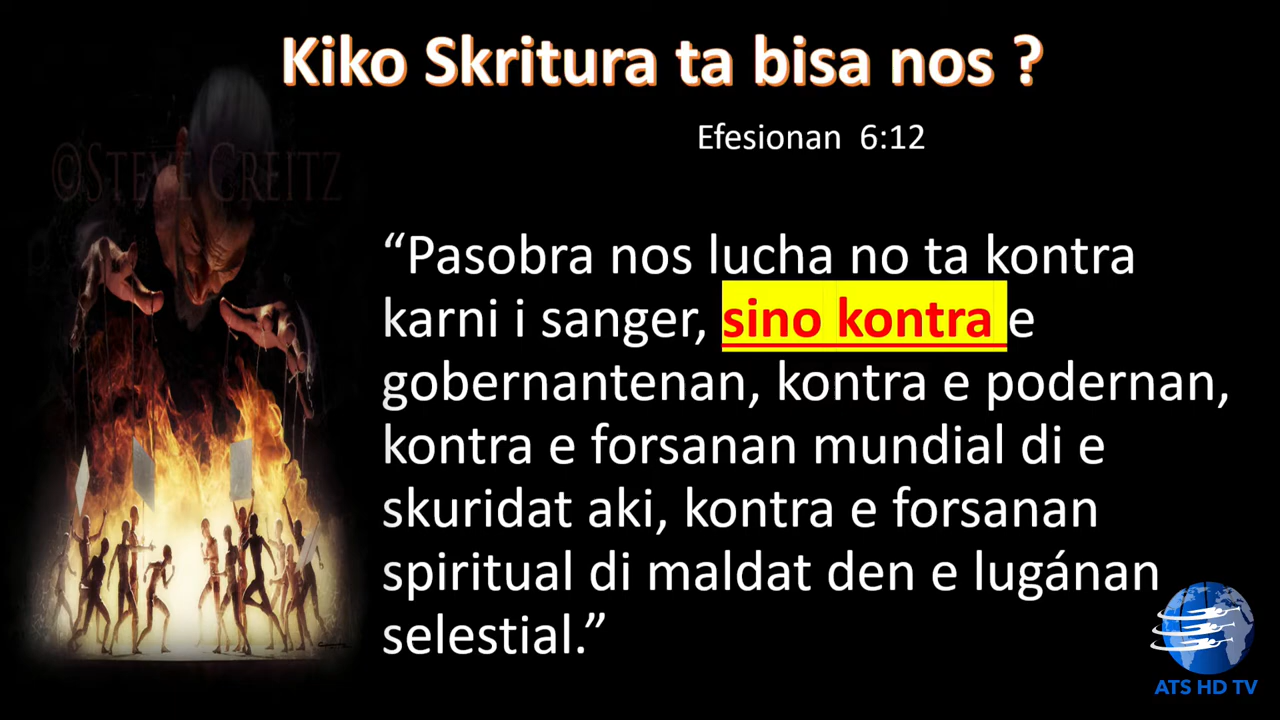 Kiko Skritura ta bisa nos ?
Efesionan 6:12
©STEVE CREITZ
“Pasobra nos lucha no ta kontra
karni i sanger, sino kontra e
gobernantenan, kontra e podernan,
kontra e forsanan mundial di e
skuridat aki, kontra e forsanan
spiritual di maldat den e lugánan
selestial.”
ATS HD TV